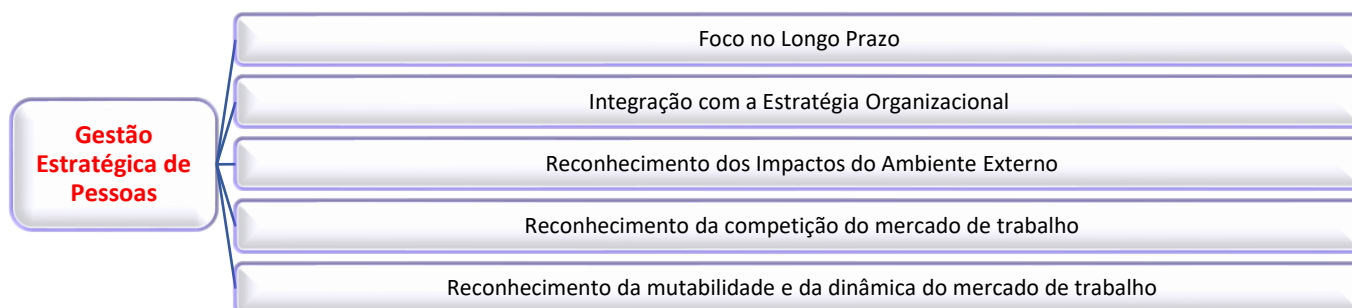 Gestão
Estratégica de
Pessoas
Foco no Longo Prazo
Integração com a Estratégia Organizacional
Reconhecimento dos Impactos do Ambiente Externo
Reconhecimento da competição do mercado de trabalho
Reconhecimento da mutabilidade e da dinâmica do mercado de trabalho